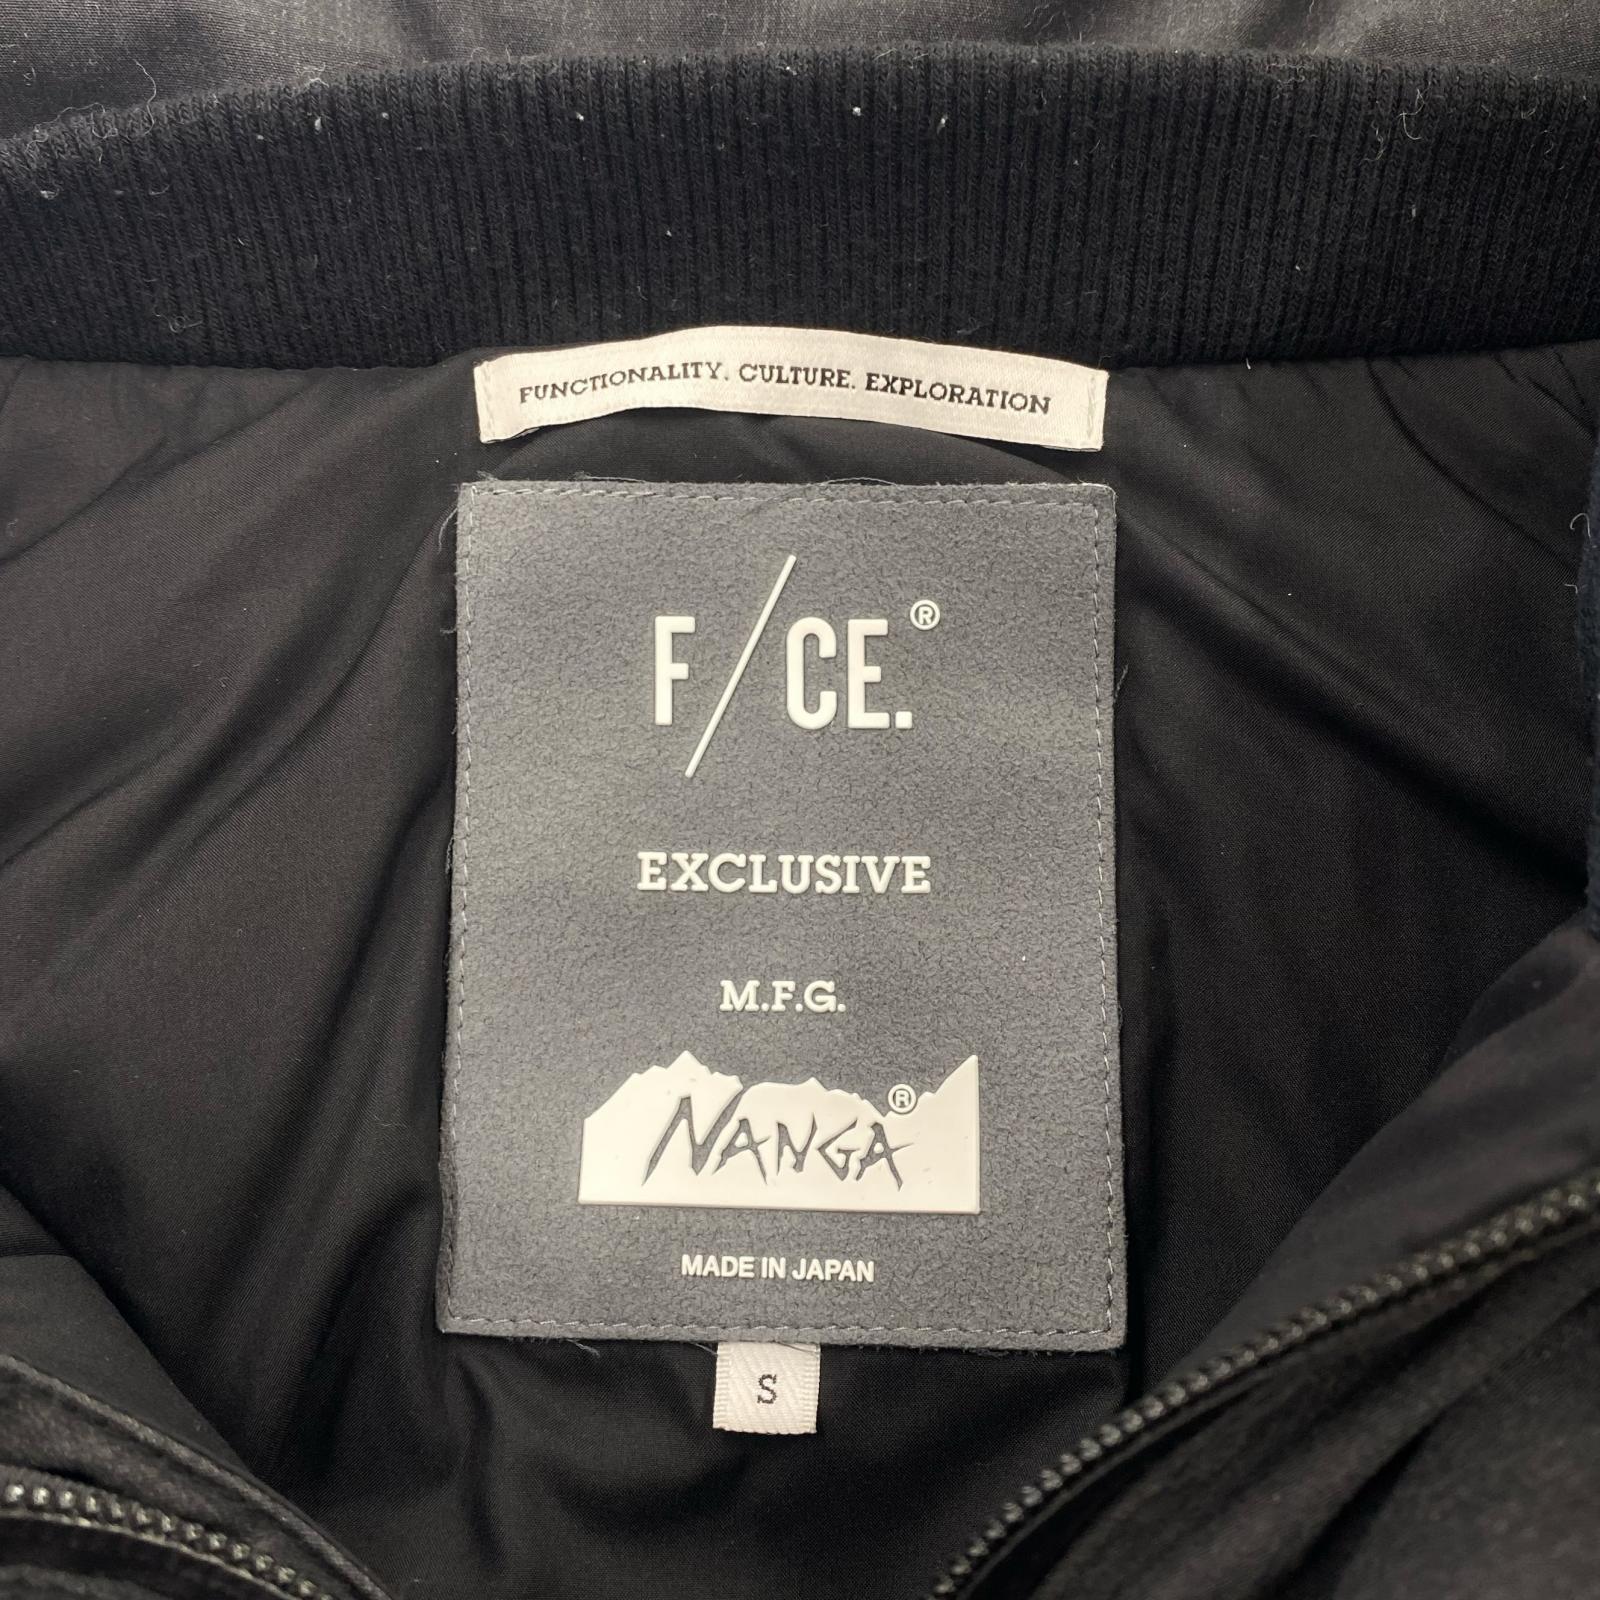 FUNCTIONALITY. CULTURE. EXPLORATION
F/CE.®
EXCLUSIVE
M.F.G.
NANGA®
MADE IN JAPAN
S